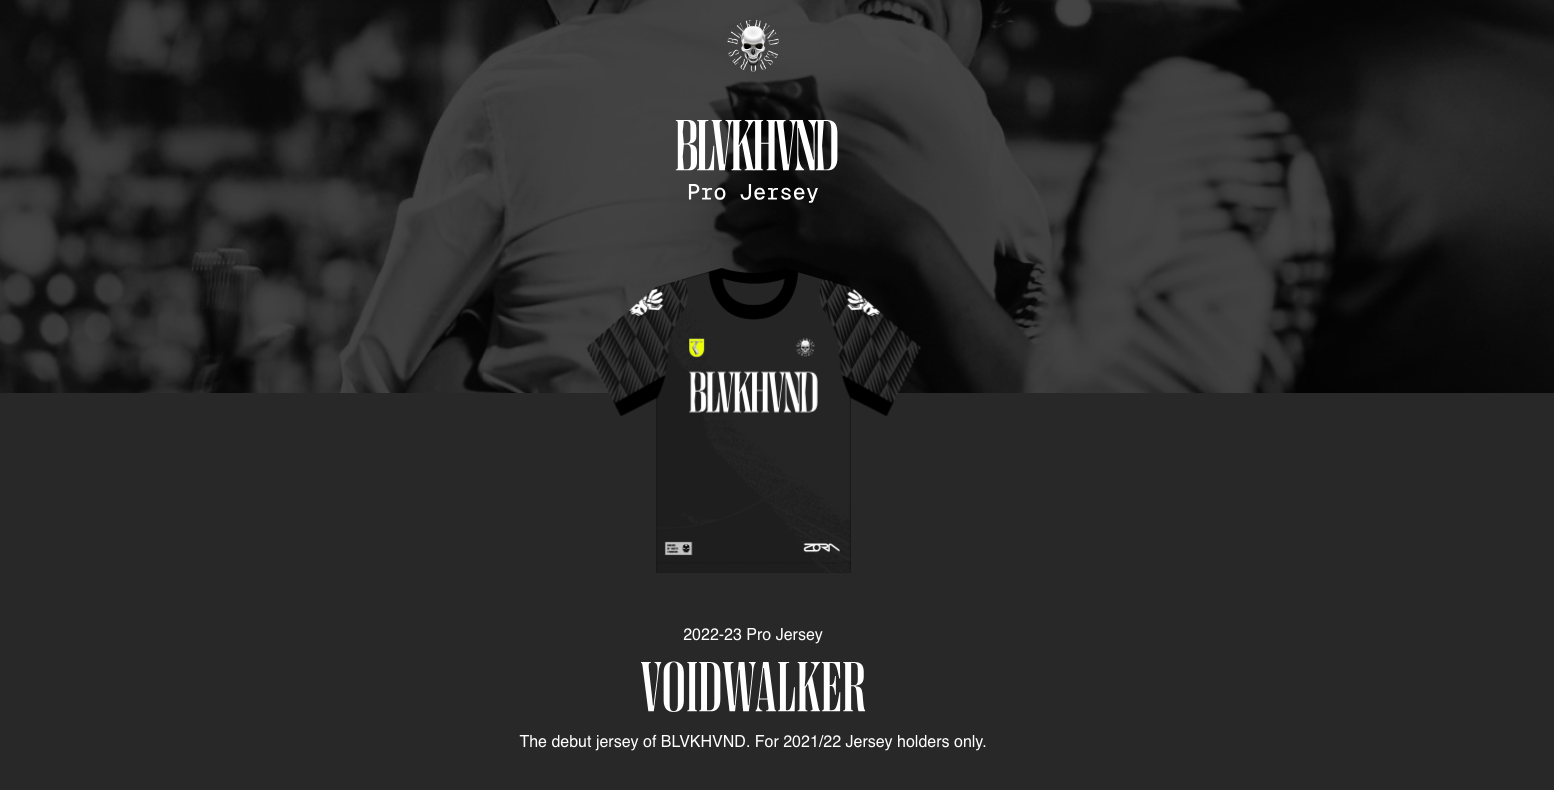 BLVKHVND ESPRTS
BLVKHVND
Pro Jersey
BLVKHVND
ZORA
2022-23 Pro Jersey
VOIDWALKER
The debut jersey of BLVKHVND. For 2021/22 Jersey holders only.